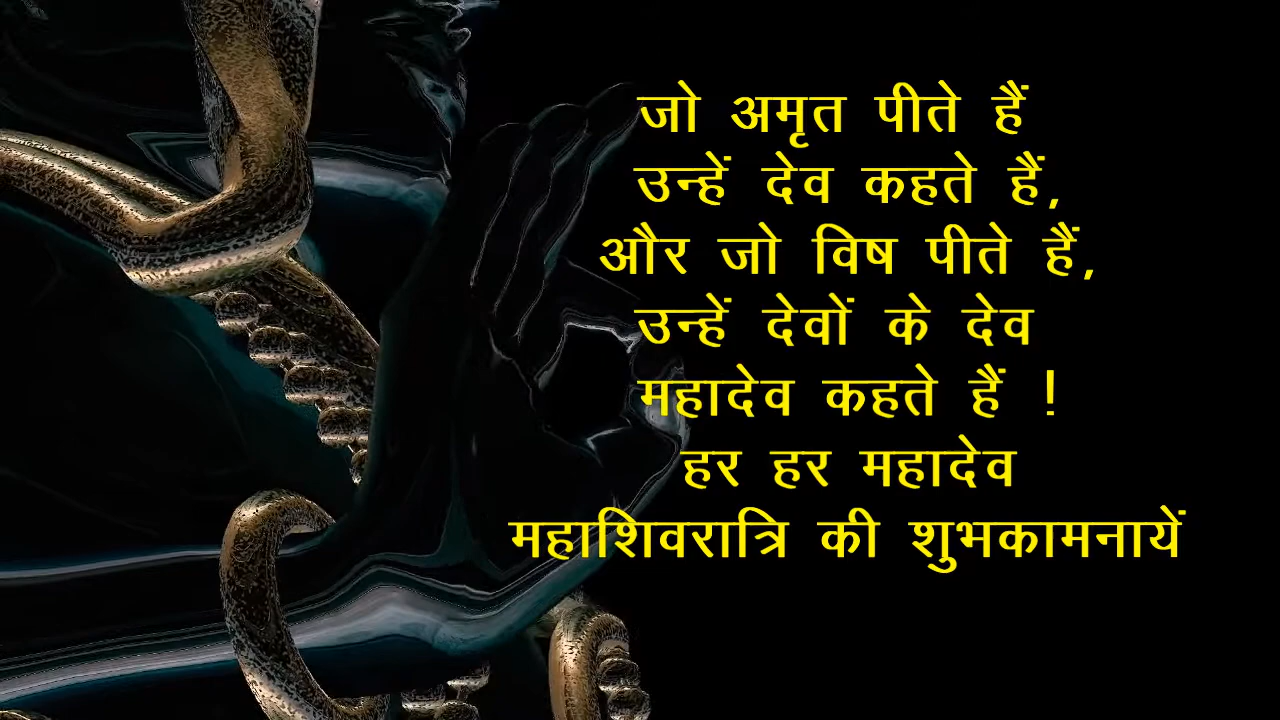 जो अमृत पीते हैं
उन्हें देव कहते हैं,
और जो विष पीते हैं,
उन्हें देवों के देव
महादेव कहते हैं !
हर हर महादेव
महाशिवरात्रि की शुभकामनायें